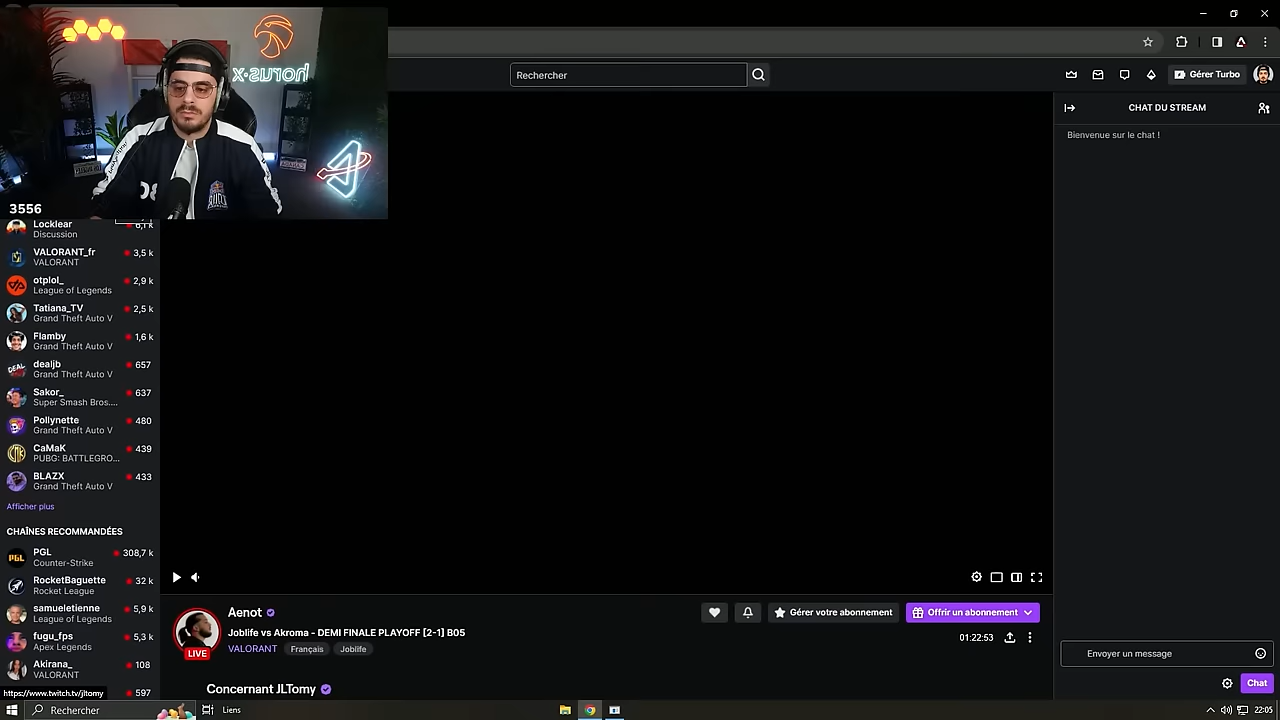 horus-x
3556
Rechercher
Gérer Turbo
CHAT DU STREAM
Bienvenue sur le chat !
Locklear
6,1 k
Discussion
VALORANT_fr
3,5 k
VALORANT
otplol_
2,9 k
League of Legends
Tatiana_TV
2,5 k
Grand Theft Auto V
Flamby
1,6 k
Grand Theft Auto V
dealjb
657
Grand Theft Auto V
Sakor_
637
Super Smash Bros....
Pollynette
480
Grand Theft Auto V
CaMaK
439
PUBG: BATTLEGRO...
BLAZX
433
Grand Theft Auto V
Afficher plus
CHAÎNES RECOMMANDÉES
PGL
308,7 k
Counter-Strike
RocketBaguette
32 k
Rocket League
samueletienne
5,9 k
League of Legends
fugu_fps
5,3 k
Apex Legends
Akirana_
108
VALORANT
597
https://www.twitch.tv/jltomy
Aenot
LIVE
Joblife vs Akroma - DEMI FINALE PLAYOFF [2-1] B05
VALORANT
Français
Joblife
Gérer votre abonnement
Offrir un abonnement
01:22:53
Concernant JLTomy
Envoyer un message
Chat
Rechercher
Liens
22:05